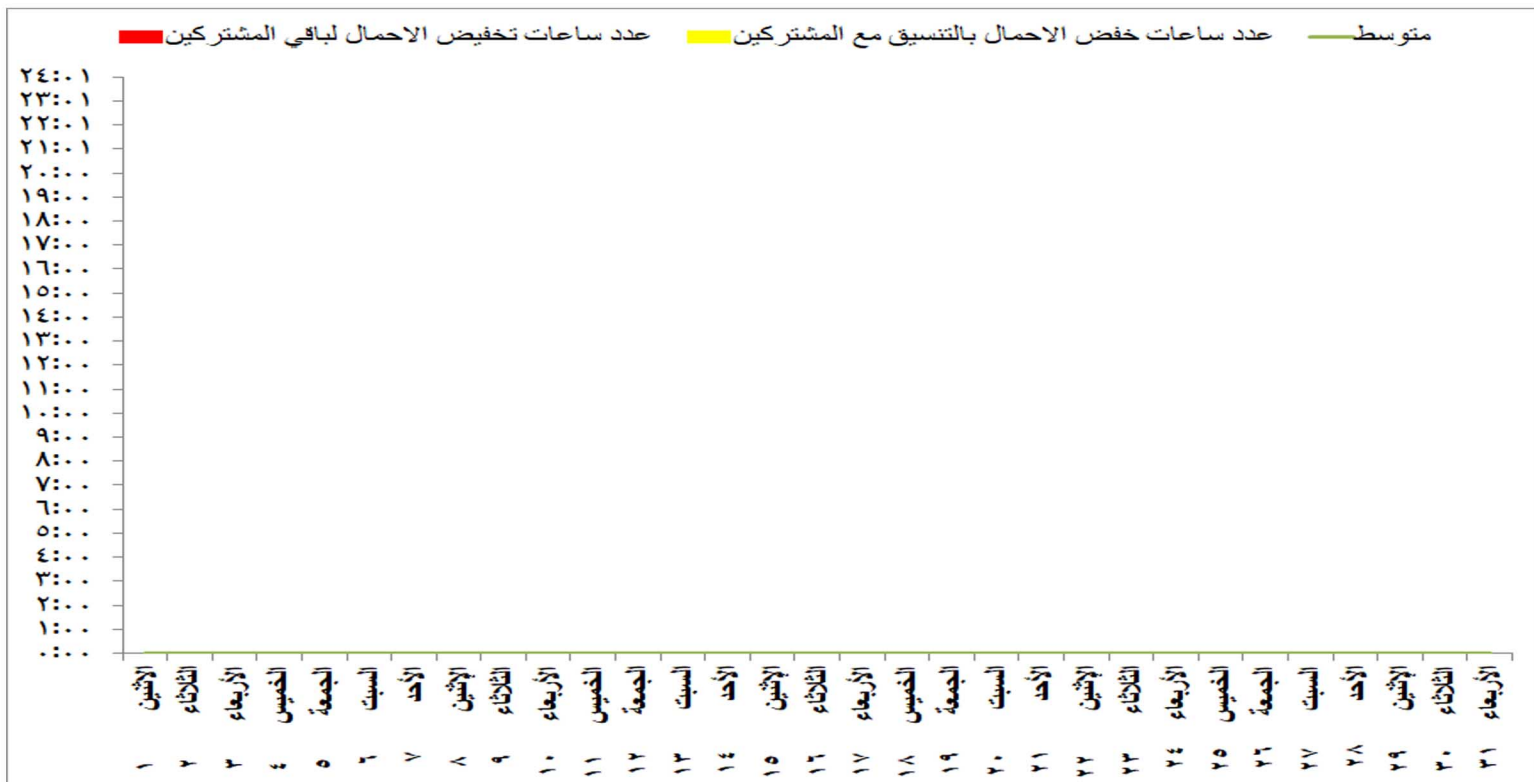 عدد ساعات تخفيض الاحمال لباقي المشتركين
عدد ساعات خفض الاحمال بالتنسيق مع المشتركين
متوسط
٢٤:٠١
٢٣:٠١
٢٢:٠١
٢١:٠١
٢٠:٠٠
١٩:٠٠
١٨:٠٠
١٧:٠٠
١٦:٠٠
١٥:٠٠
١٤:٠٠
١٣:٠٠
١٢:٠٠
١١:٠٠
١٠:٠٠
٩:٠٠
٨:٠٠
٧:٠٠
٦:٠٠
٥:٠٠
٤:٠٠
٣:٠٠
٢:٠٠
١:٠٠
٠:٠٠
الإثنين ١
الثلاثاء ٢
الأربعاء ٣
الخميس ٤
الجمعة ٥
السبت ٦
الأحد ٧
الإثنين ٨
الثلاثاء ٩
الأربعاء ١٠
الخميس ١١
الجمعة ١٢
السبت ١٣
الأحد ١٤
الإثنين ١٥
الثلاثاء ١٦
الأربعاء ١٧
الخميس ١٨
الجمعة ١٩
السبت ٢٠
الأحد ٢١
الإثنين ٢٢
الثلاثاء ٢٣
الأربعاء ٢٤
الخميس ٢٥
الجمعة ٢٦
السبت ٢٧
الأحد ٢٨
الإثنين ٢٩
الثلاثاء ٣٠
الأربعاء ٣١